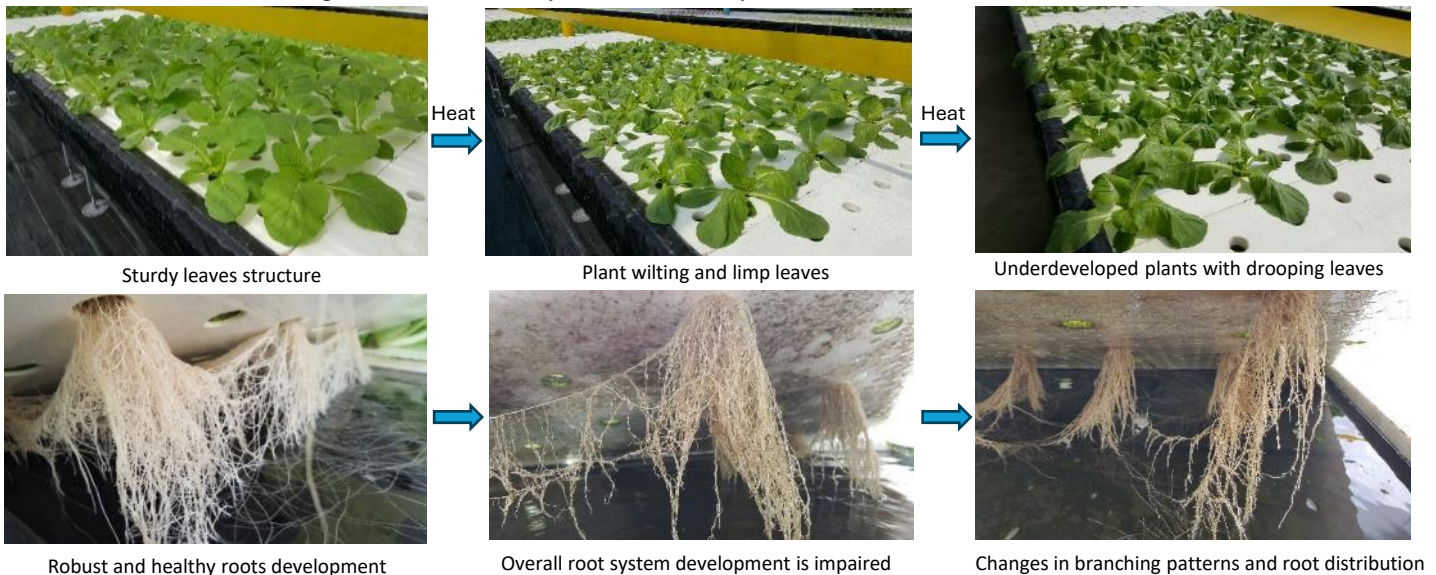 Heat
Heat
Sturdy leaves structure
Plant wilting and limp leaves
Underdeveloped plants with drooping leaves
Robust and healthy roots development
Overall root system development is impaired
Changes in branching patterns and root distribution